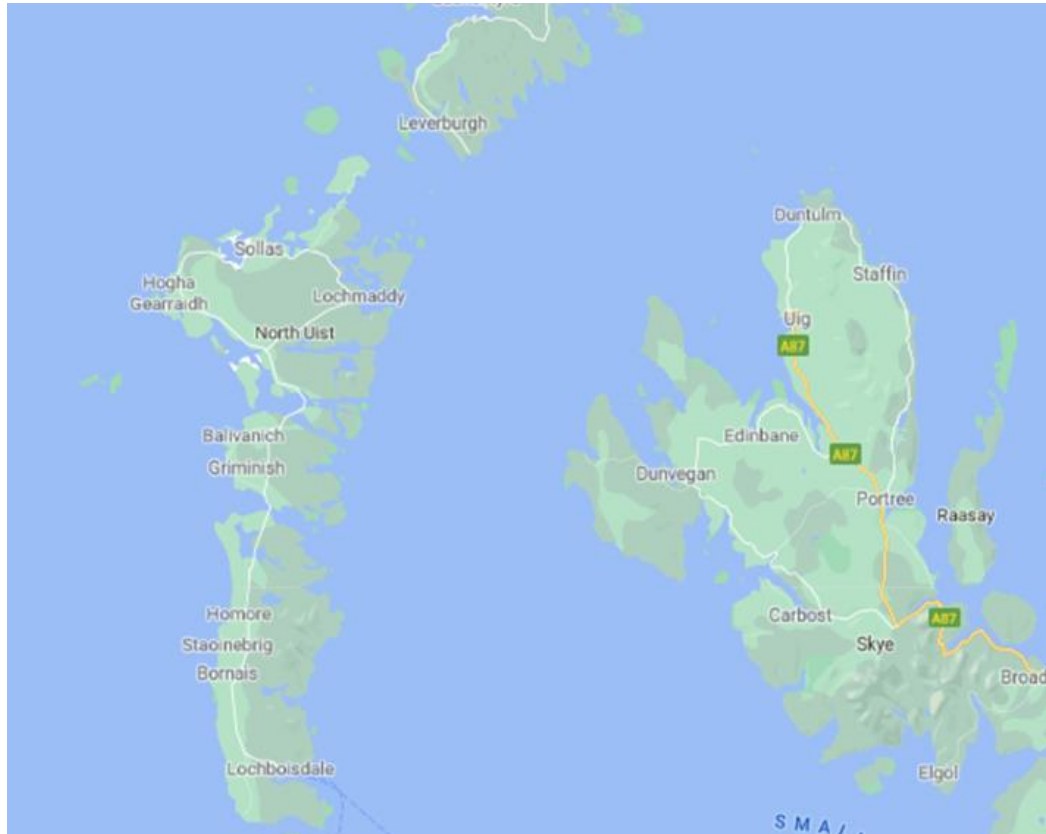 Leverburgh
Duntulm
Sollas
Staffin
Hogha
Gearraidh
Lochmaddy
Uig
North Uist
A87
Balivanich
Edinbane
A87
Griminish
Dunvegan
Portree
Raasay
Homore
Carbost
A87
Staoinebrig
Skye
Bornais
Broad
Lochboisdale
Elgol